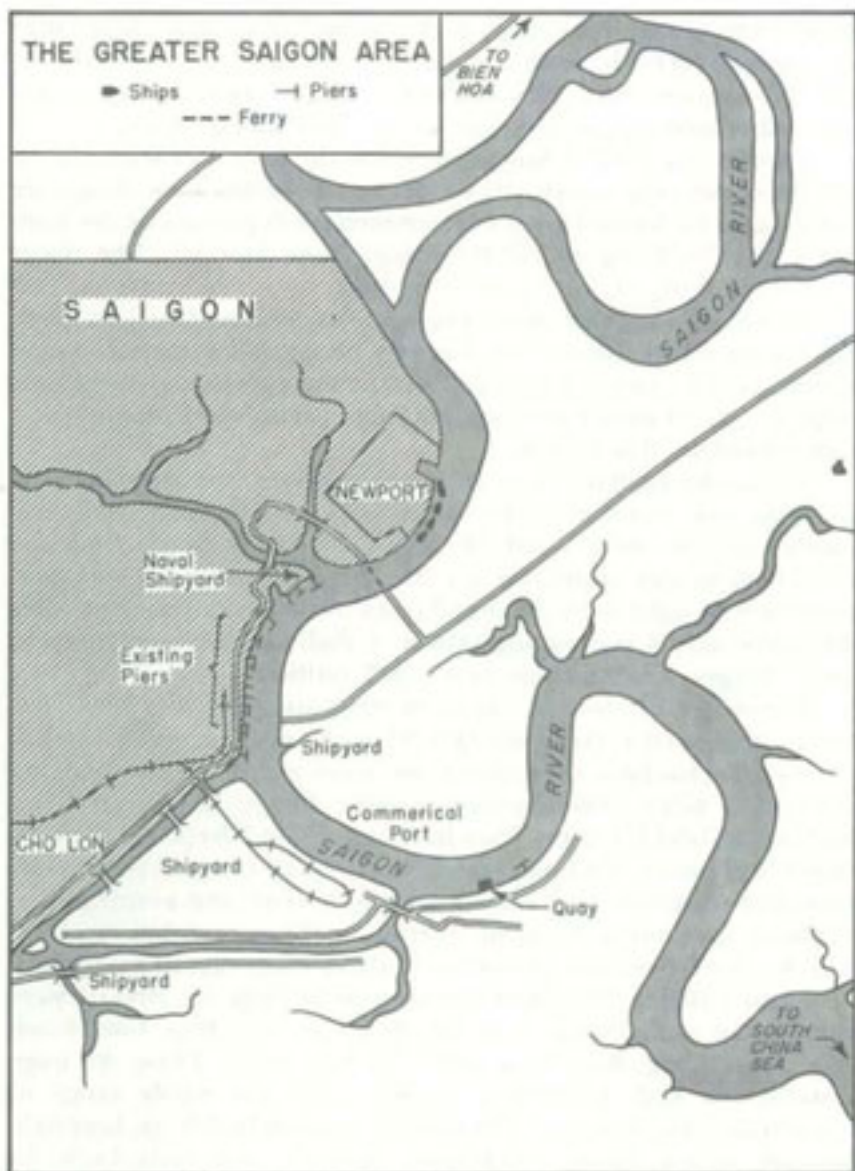 THE GREATER SAIGON AREA
Ships
Piers
Ferry
TO
BIEN
HOA
RIVER
SAIGON
SAIGON
NEWPORT
Naval
Shipyard
Existing
Piers
Shipyard
RIVER
Commerical
Port
CHO LON
Shipyard
SAIGON
Quay
Shipyard
TO
SOUTH
CHINA
SEA